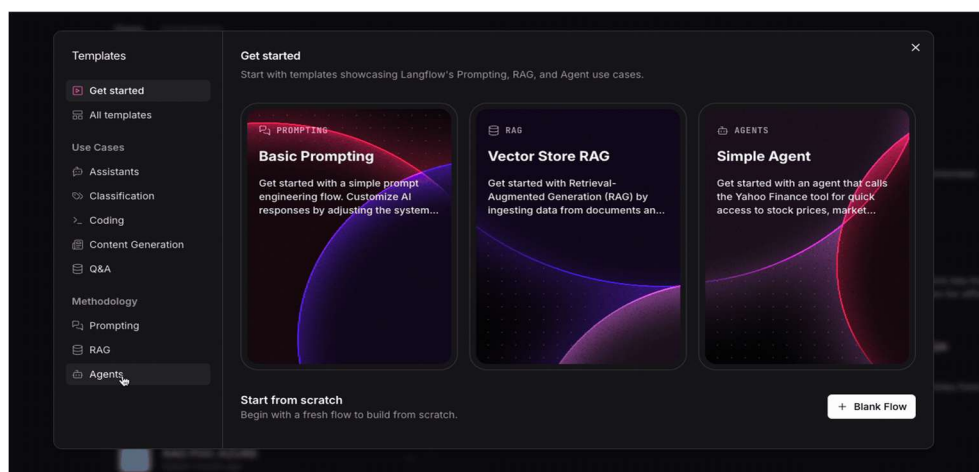 Templates
Get started
All templates
Use Cases
Assistants
Classification
Coding
Content Generation
Q&A
Methodology
Prompting
RAG
Agents
Get started
Start with templates showcasing Langflow's Prompting, RAG, and Agent use cases.
PROMPTING
Basic Prompting
Get started with a simple prompt
engineering flow. Customize AI
responses by adjusting the system...
RAG
Vector Store RAG
Get started with Retrieval-
Augmented Generation (RAG) by
ingesting data from documents an...
AGENTS
Simple Agent
Get started with an agent that calls
the Yahoo Finance tool for quick
access to stock prices, market...
Start from scratch
Begin with a fresh flow to build from scratch.
+ Blank Flow